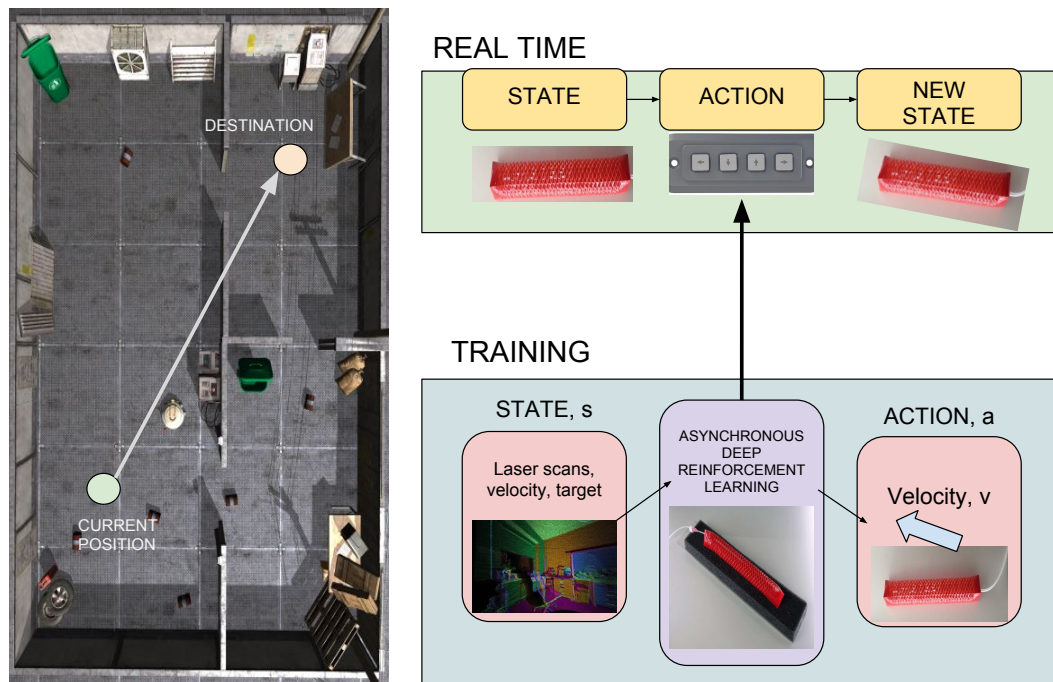 DESTINATION
CURRENT
POSITION
REAL TIME
STATE
ACTION
NEW
STATE
TRAINING
STATE, s
Laser scans,
velocity, target
ASYNCHRONOUS
DEEP
REINFORCEMENT
LEARNING
ACTION, a
Velocity, v